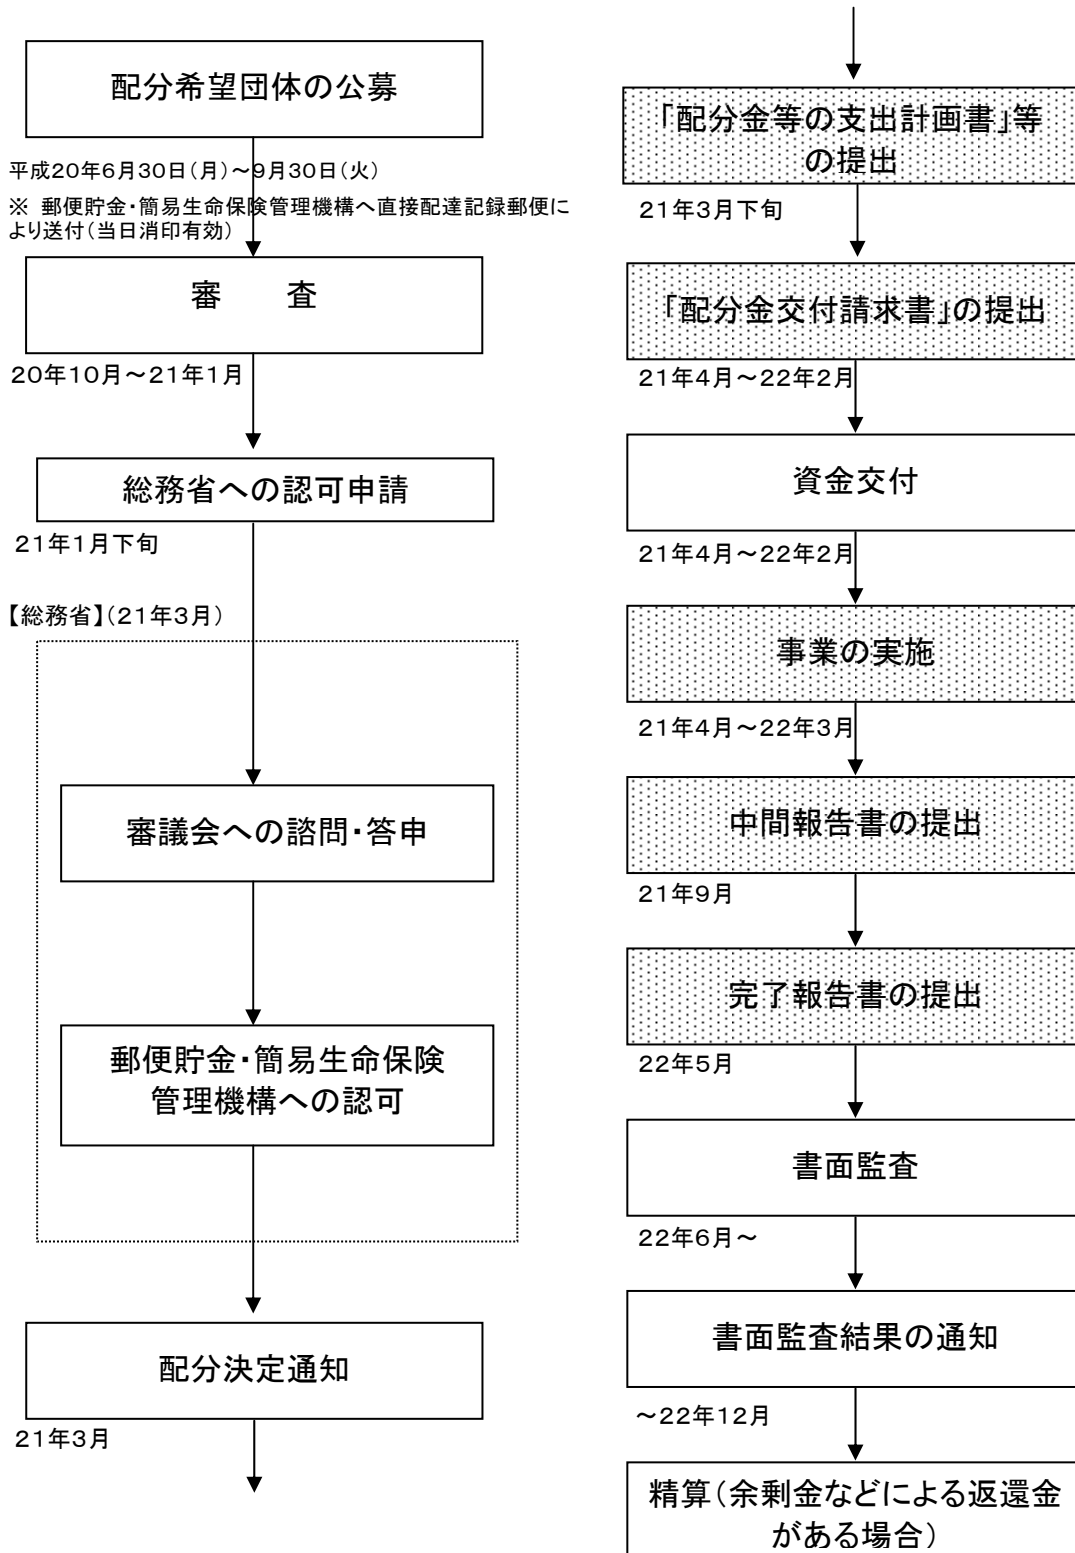 配分希望団体の公募
平成20年6月30日(月)～9月30日(火)
※ 郵便貯金・簡易生命保険管理機構へ直接配達記録郵便に
より送付(当日消印有効)
審　　査
20年10月～21年1月
総務省への認可申請
21年1月下旬
【総務省】(21年3月)
審議会への諮問・答申
郵便貯金・簡易生命保険
管理機構への認可
配分決定通知
21年3月
「配分金等の支出計画書」等
の提出
21年3月下旬
「配分金交付請求書」の提出
21年4月～22年2月
資金交付
21年4月～22年2月
事業の実施
21年4月～22年3月
中間報告書の提出
21年9月
完了報告書の提出
22年5月
書面監査
22年6月～
書面監査結果の通知
～22年12月
精算(余剰金などによる返還金
がある場合)